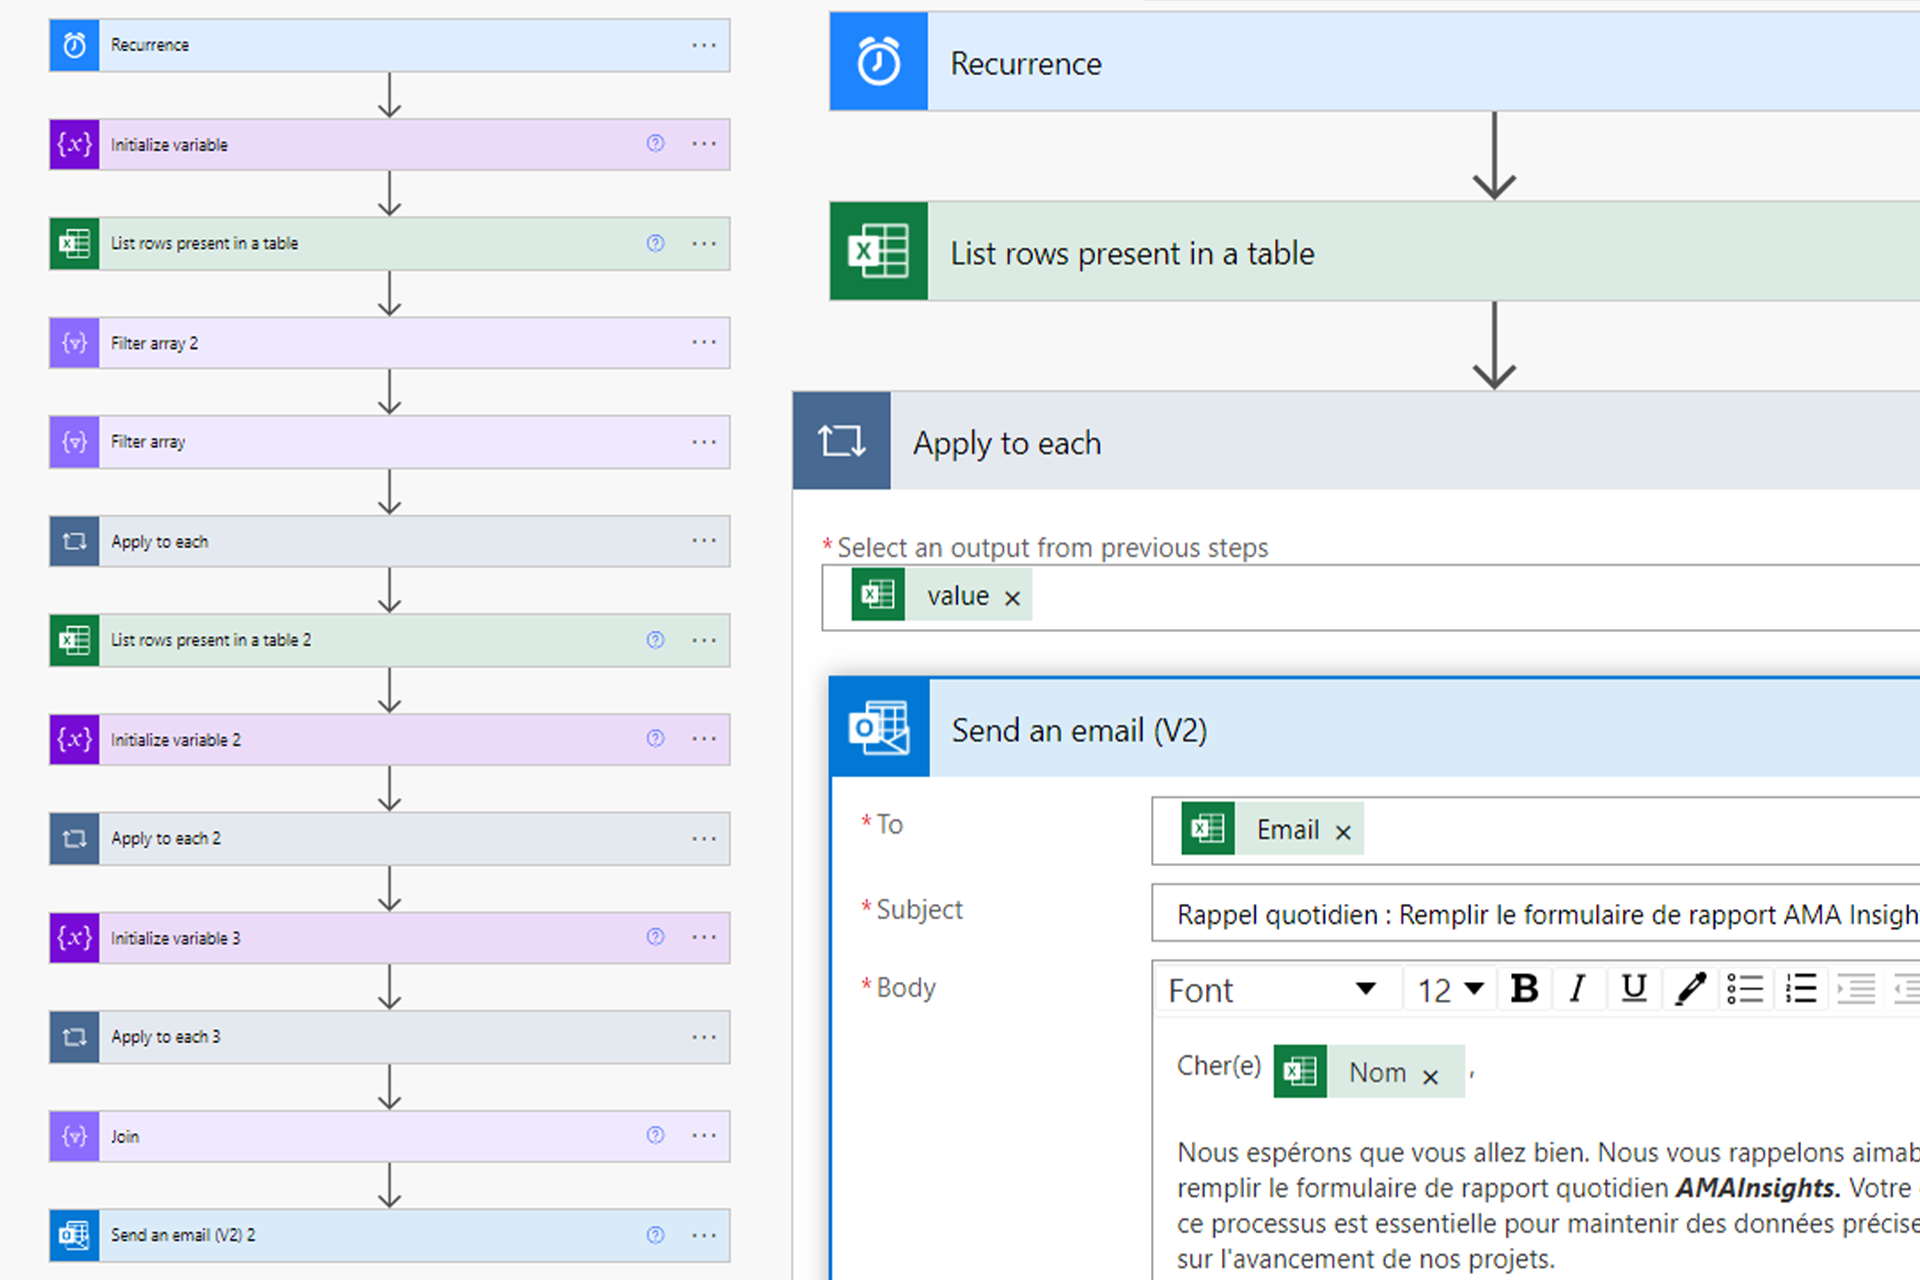 Recurrence
Initialize variable
List rows present in a table
Filter array 2
Filter array
Apply to each
List rows present in a table 2
Initialize variable 2
Apply to each 2
Initialize variable 3
Apply to each 3
Join
Send an email (V2) 2
Recurrence
List rows present in a table
Apply to each
* Select an output from previous steps
value ×
Send an email (V2)
* To
Email ×
* Subject
Rappel quotidien : Remplir le formulaire de rapport AMA Insigh
* Body
Font 12 B I U
Cher(e) Nom × ,
Nous espérons que vous allez bien. Nous vous rappelons aimab
remplir le formulaire de rapport quotidien AMAInsights. Votre
ce processus est essentielle pour maintenir des données précise
sur l'avancement de nos projets.